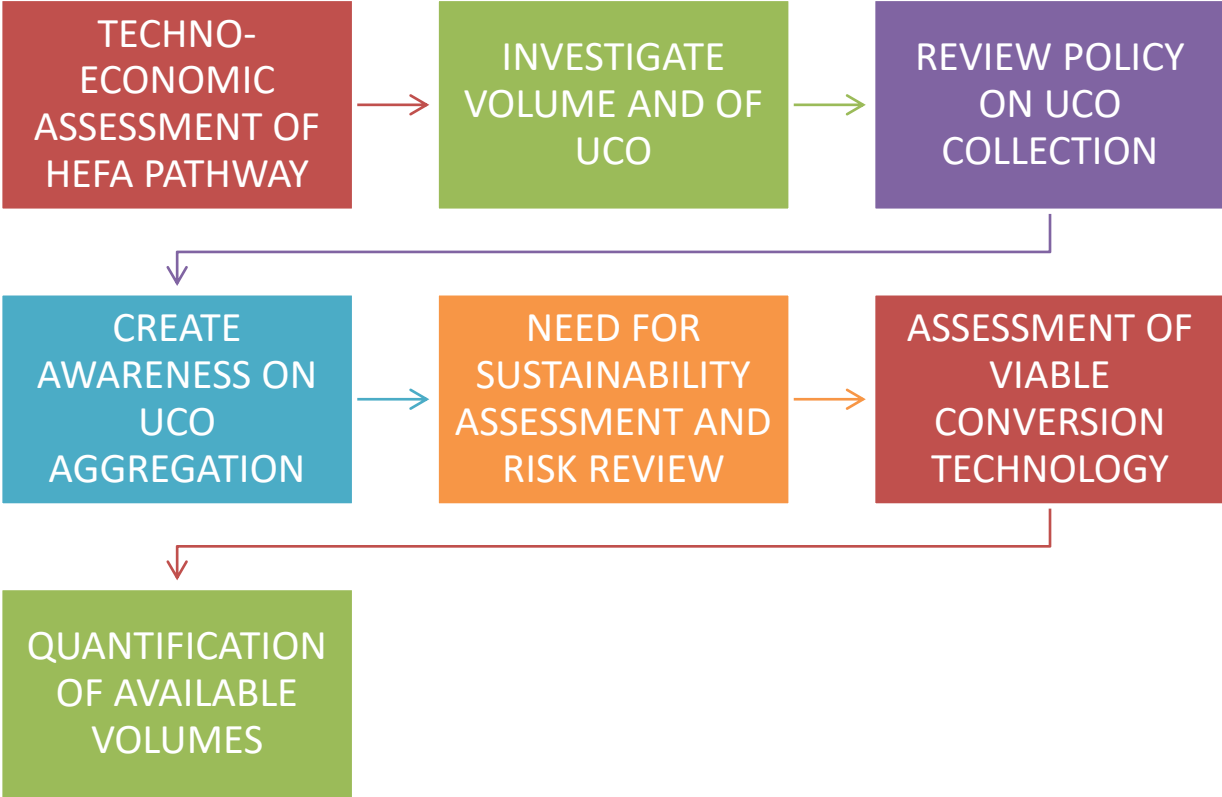 TECHNO-
ECONOMIC
ASSESSMENT OF
HEFA PATHWAY
INVESTIGATE
VOLUME AND OF
UCO
REVIEW POLICY
ON UCO
COLLECTION
CREATE
AWARENESS ON
UCO
AGGREGATION
NEED FOR
SUSTAINABILITY
ASSESSMENT AND
RISK REVIEW
ASSESSMENT OF
VIABLE
CONVERSION
TECHNOLOGY
QUANTIFICATION
OF AVAILABLE
VOLUMES